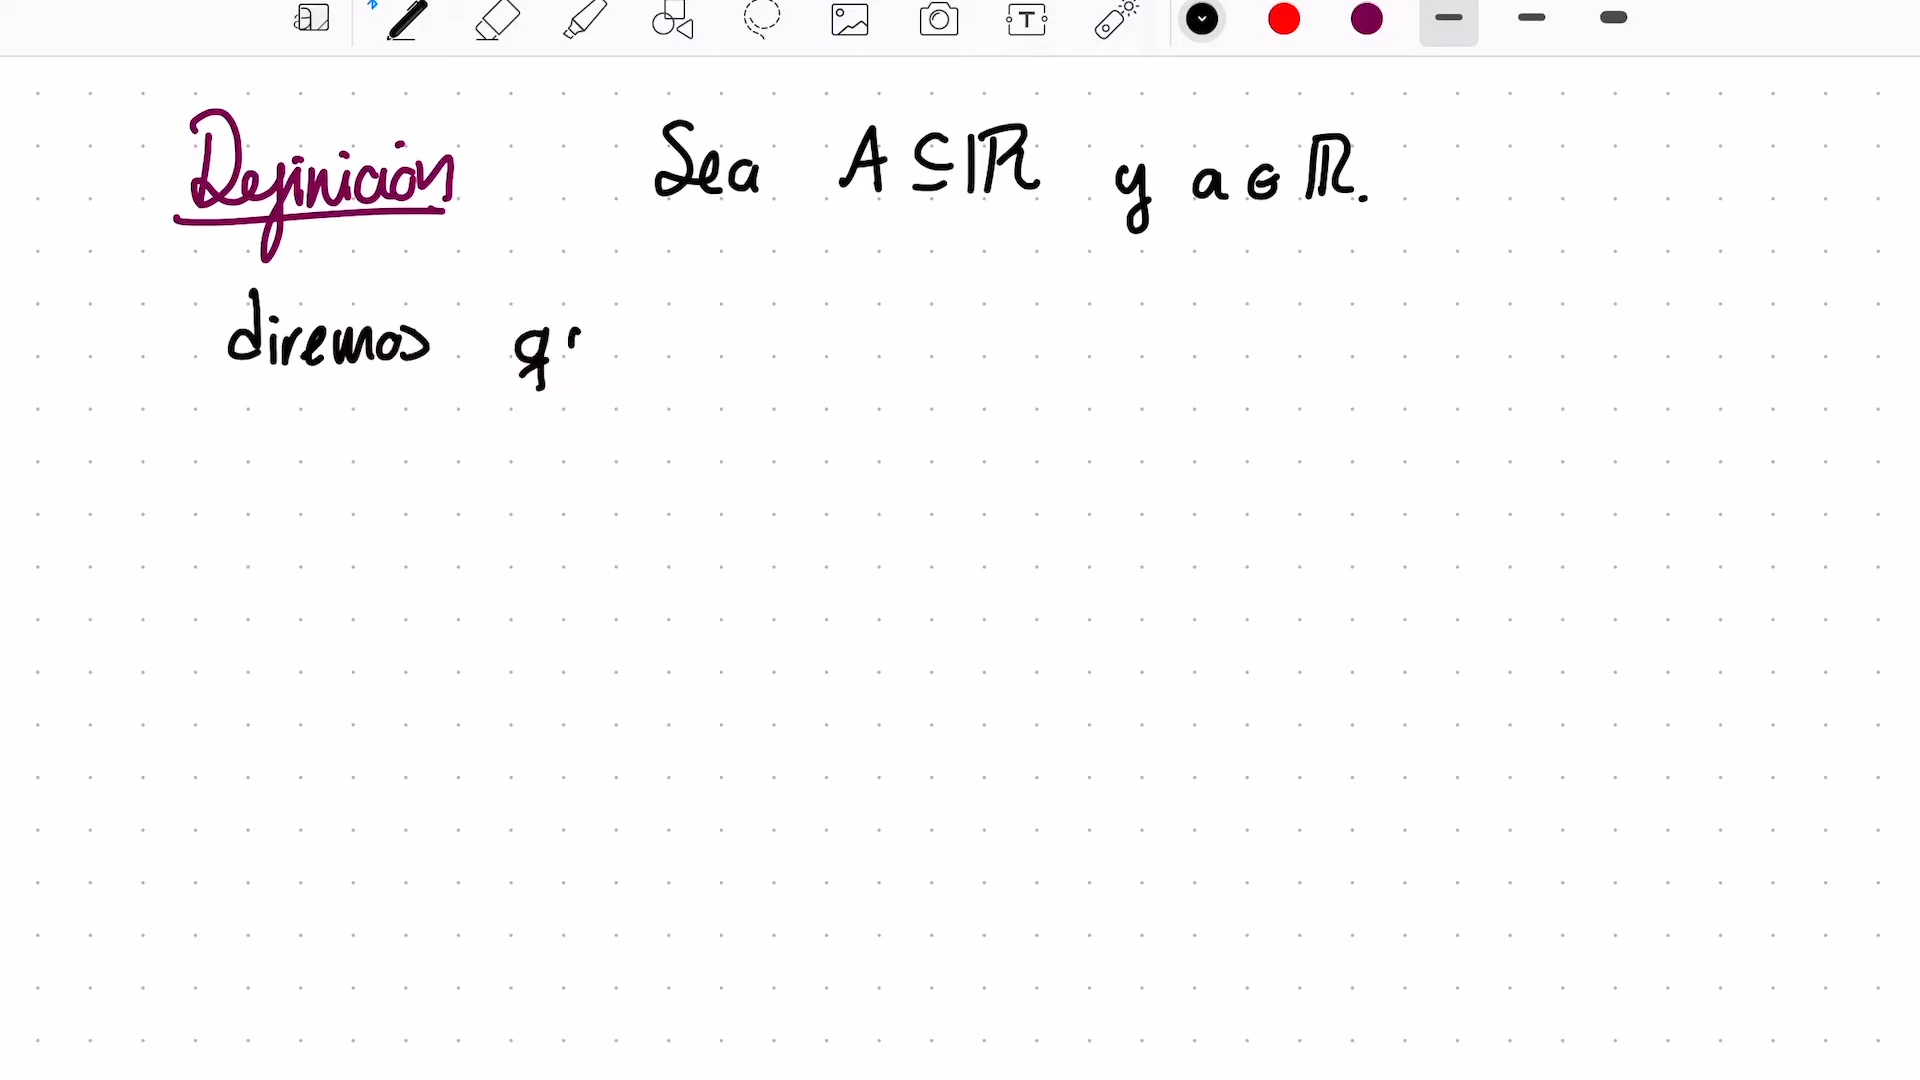 Definición Sea A ⊆ ℝ y a ∈ ℝ.
diremos q